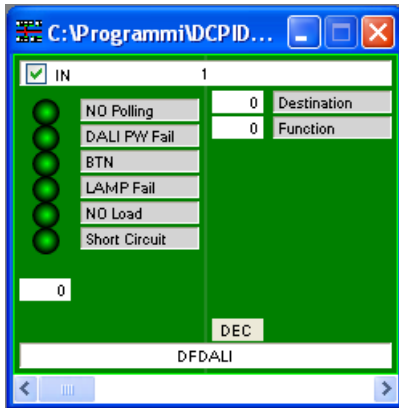 C:\Programmi\DCPID...
IN 1
NO Polling
DALI PW Fail
BTN
LAMP Fail
NO Load
Short Circuit
0
0 Destination
0 Function
DEC
DFDALI